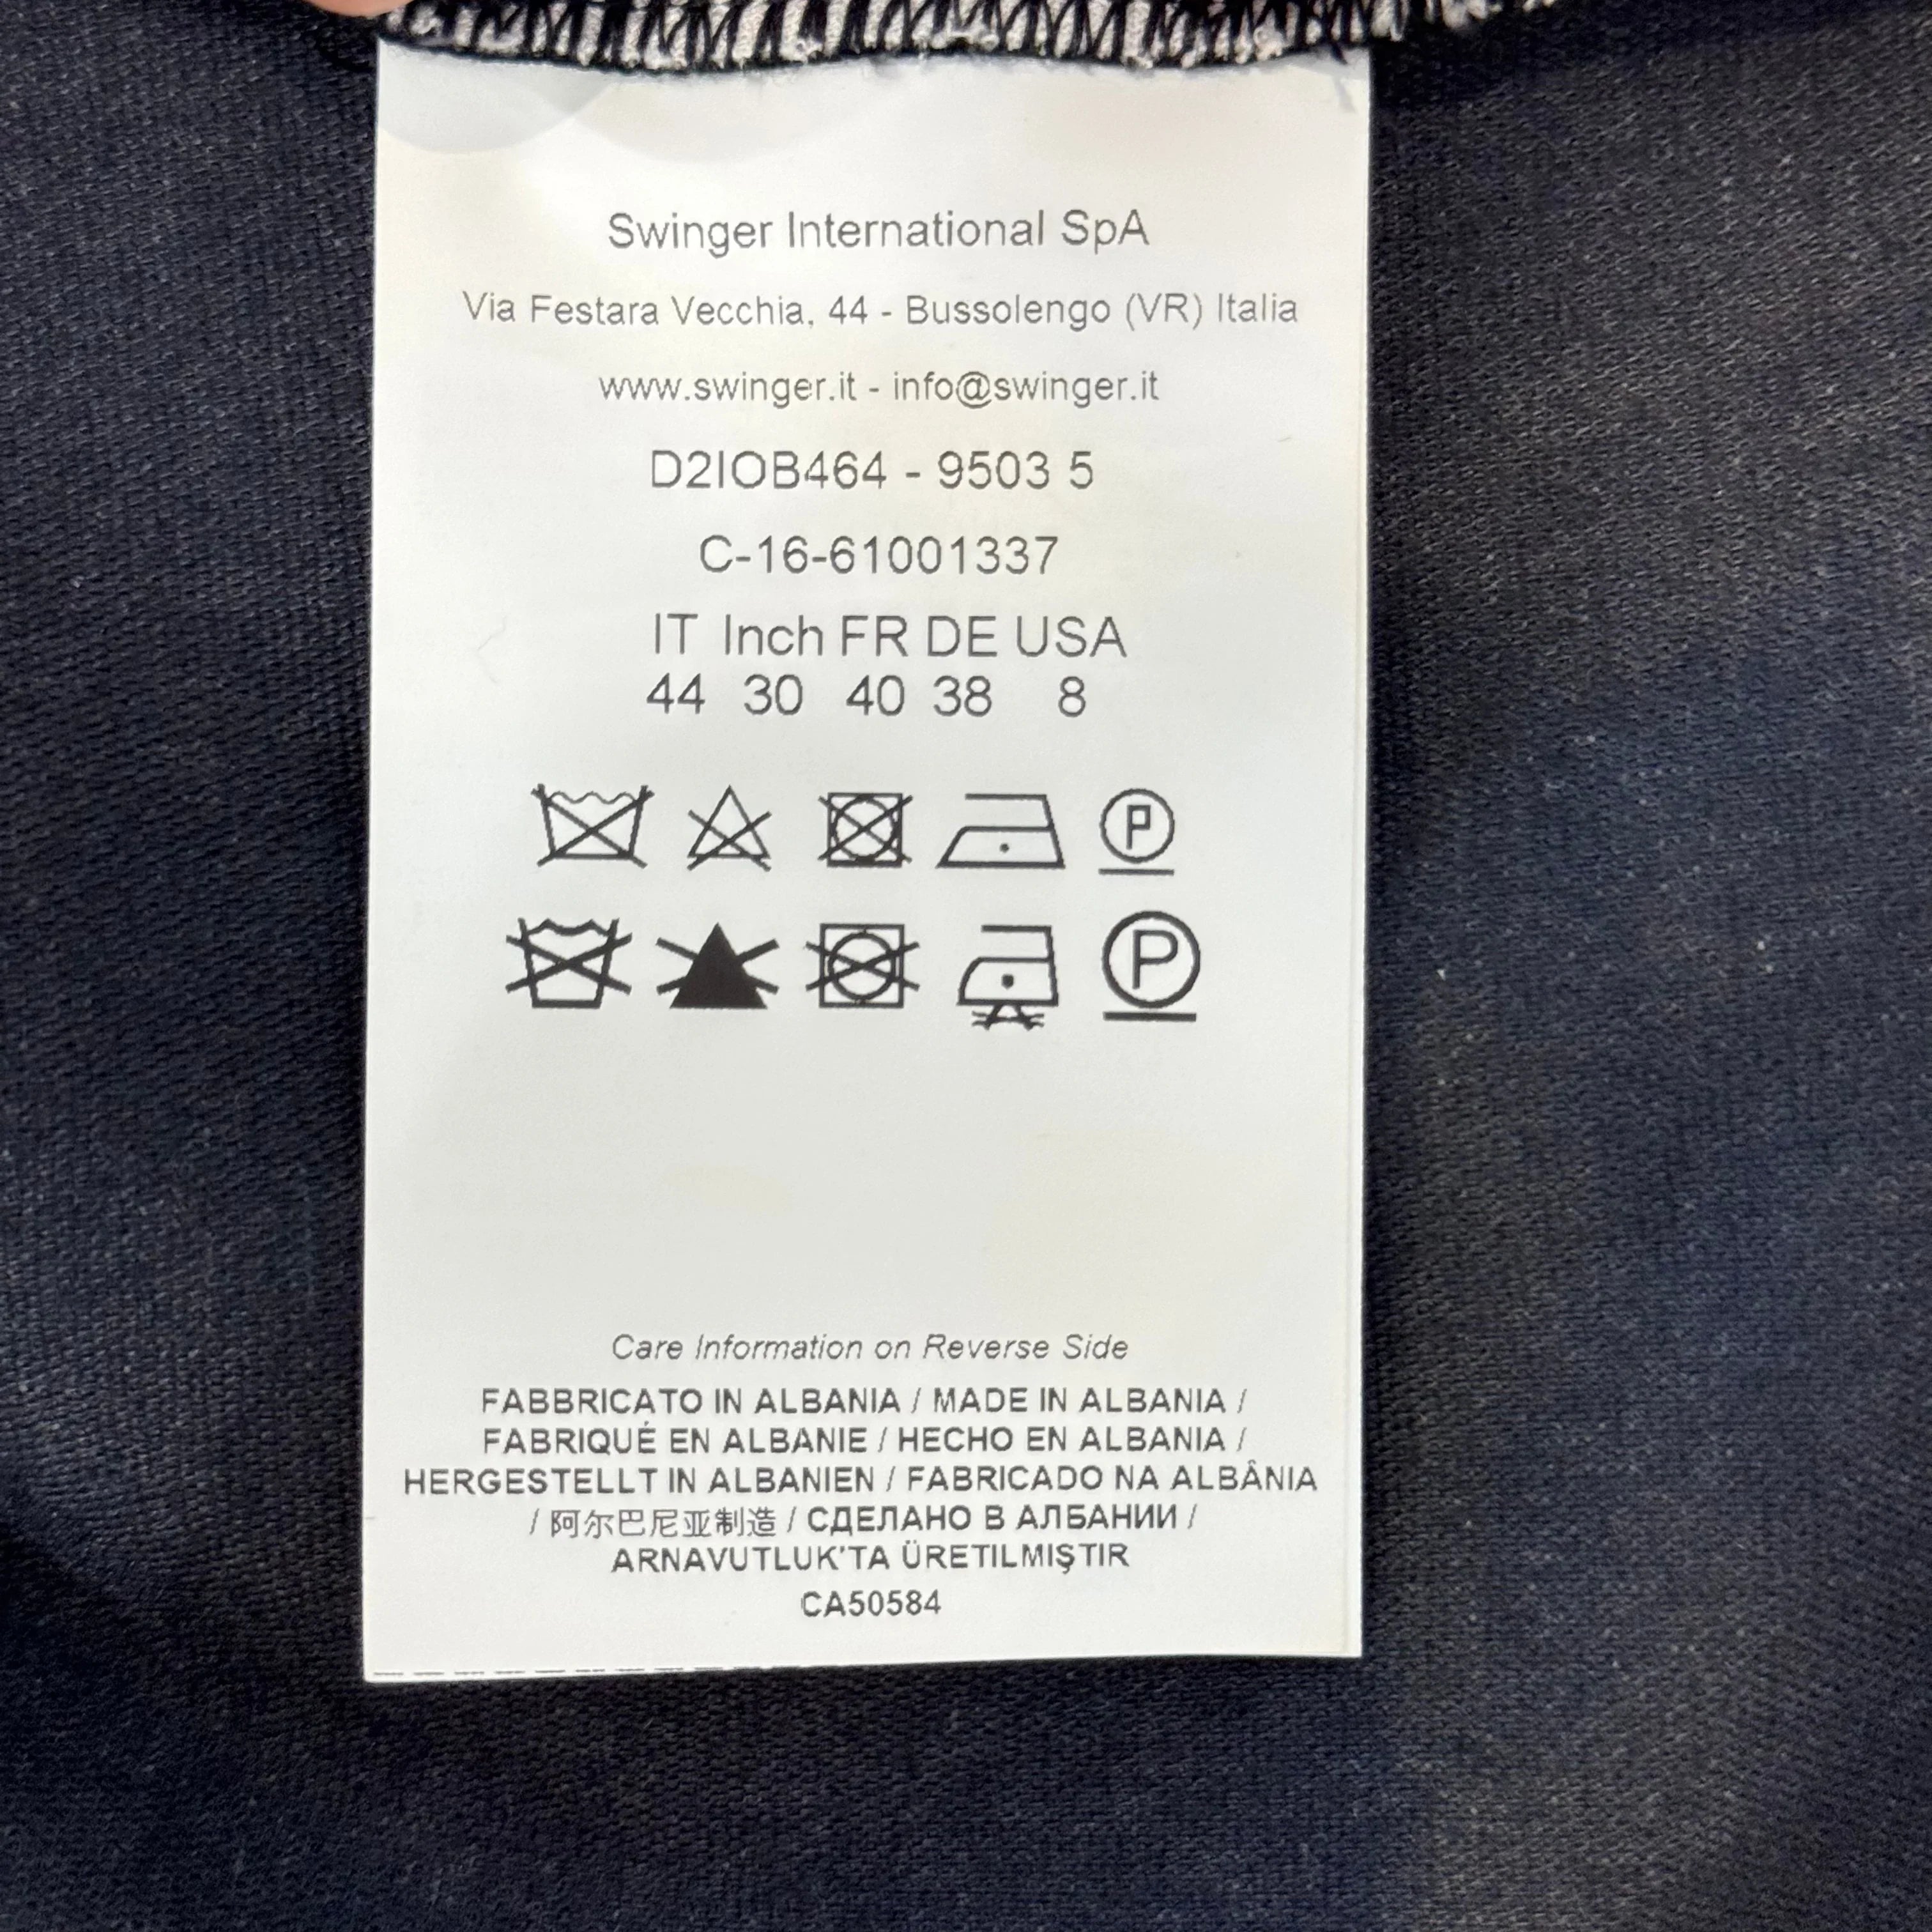 Swinger International SpA
Via Festara Vecchia, 44 - Bussolengo (VR) Italia
www.swinger.it - info@swinger.it
D2IOB464 - 9503 5
C-16-61001337
IT Inch FR DE USA
44 30 40 38 8
P
P
Care Information on Reverse Side
FABBRICATO IN ALBANIA / MADE IN ALBANIA /
FABRIQUÉ EN ALBANIE / HECHO EN ALBANIA /
HERGESTELLT IN ALBANIEN / FABRICADO NA ALBÂNIA
/ 阿尔巴尼亚制造 / СДЕЛАНО В АЛБАНИИ /
ARNAVUTLUK'TA ÜRETILMIŞTIR
CA50584